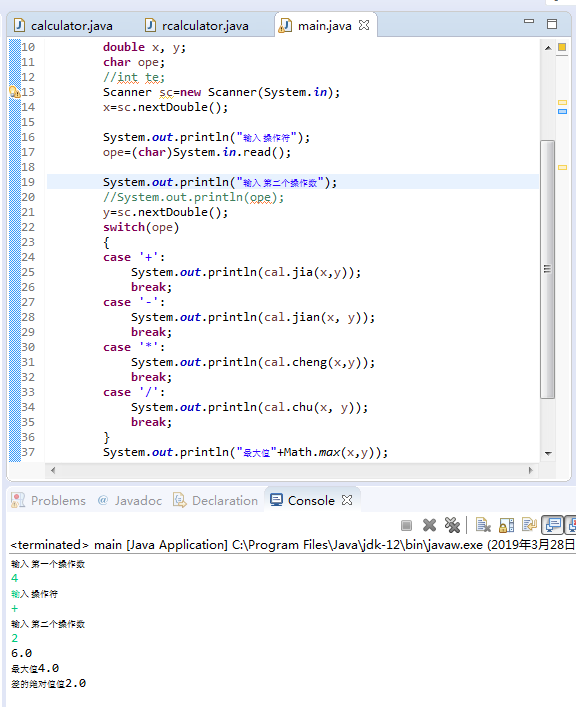 calculator.java rcalculator.java main.java
10 double x, y;
11 char ope;
12 //int te;
13 Scanner sc=new Scanner(System.in);
14 x=sc.nextDouble();
15
16 System.out.println("输入 操作符");
17 ope=(char)System.in.read();
18
19 System.out.println("输入 第二个操作数");
20 //System.out.println(ope);
21 y=sc.nextDouble();
22 switch(ope)
23 {
24 case '+':
25 System.out.println(cal.jia(x,y));
26 break;
27 case '-':
28 System.out.println(cal.jian(x, y));
29 break;
30 case '*':
31 System.out.println(cal.cheng(x,y));
32 break;
33 case '/':
34 System.out.println(cal.chu(x, y));
35 break;
36 }
37 System.out.println("最大值"+Math.max(x,y));
Problems @ Javadoc Declaration Console
<terminated> main [Java Application] C:\Program Files\Java\jdk-12\bin\javaw.exe (2019年3月28日
输入 第一个操作数
4
输入 操作符
+
输入 第二个操作数
2
6.0
最大值4.0
的绝对值2.0